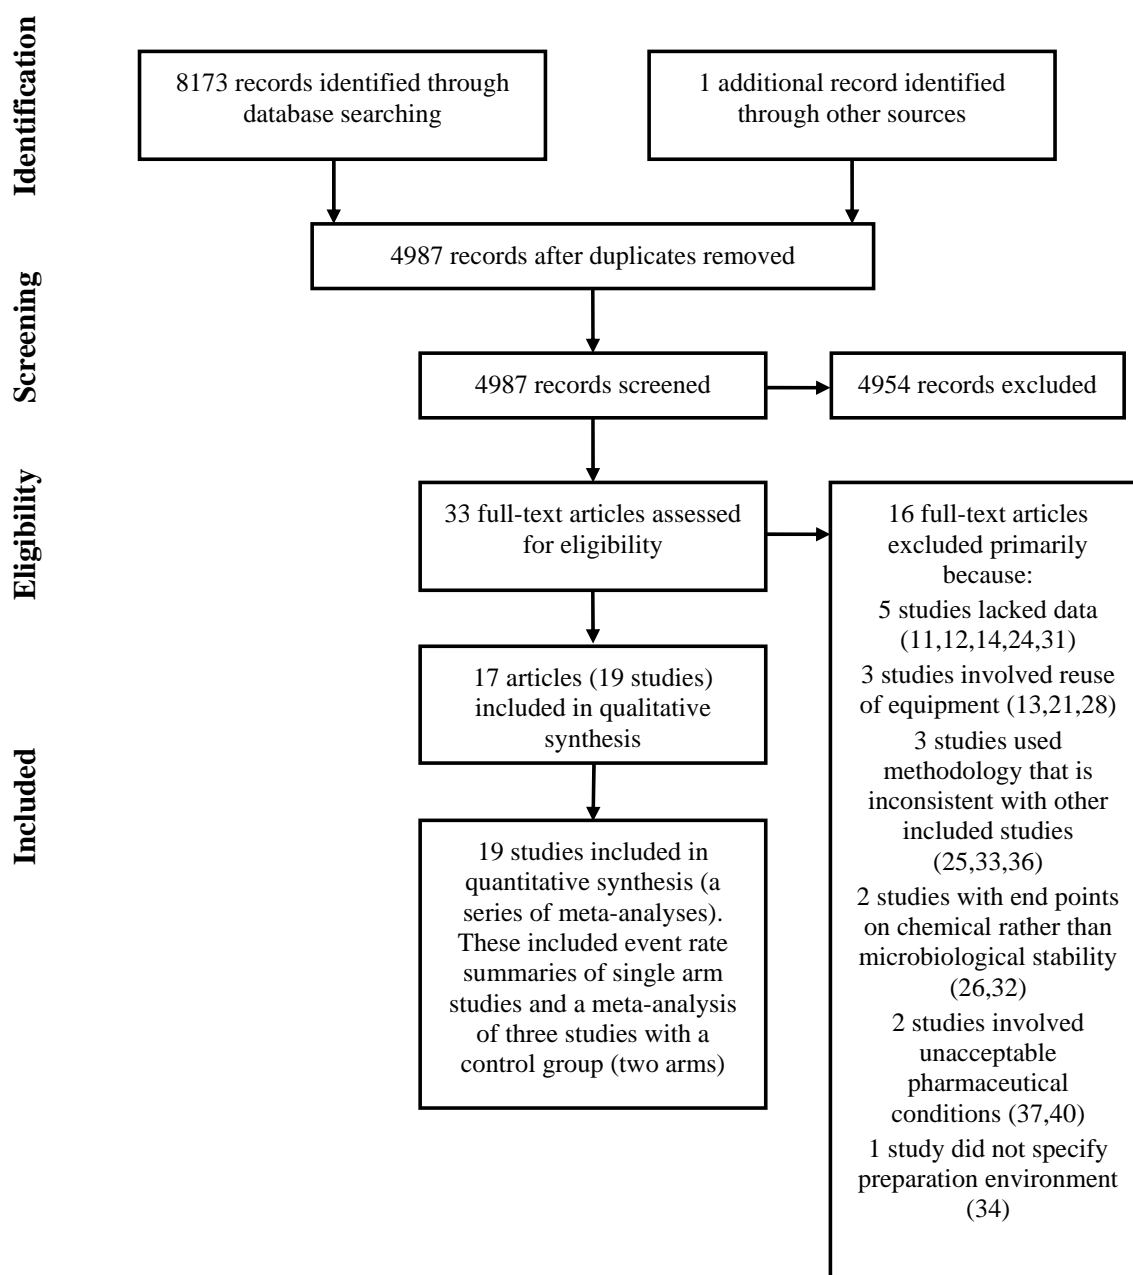 Identification
8173 records identified through
database searching
1 additional record identified
through other sources
4987 records after duplicates removed
Screening
4987 records screened
4954 records excluded
Eligibility
33 full-text articles assessed
for eligibility
16 full-text articles
excluded primarily
because:
5 studies lacked data
(11,12,14,24,31)
3 studies involved reuse
of equipment (13,21,28)
3 studies used
methodology that is
inconsistent with other
included studies
(25,33,36)
2 studies with end points
on chemical rather than
microbiological stability
(26,32)
2 studies involved
unacceptable
pharmaceutical
conditions (37,40)
1 study did not specify
preparation environment
(34)
Included
17 articles (19 studies)
included in qualitative
synthesis
19 studies included in
quantitative synthesis (a
series of meta-analyses).
These included event rate
summaries of single arm
studies and a meta-analysis
of three studies with a
control group (two arms)